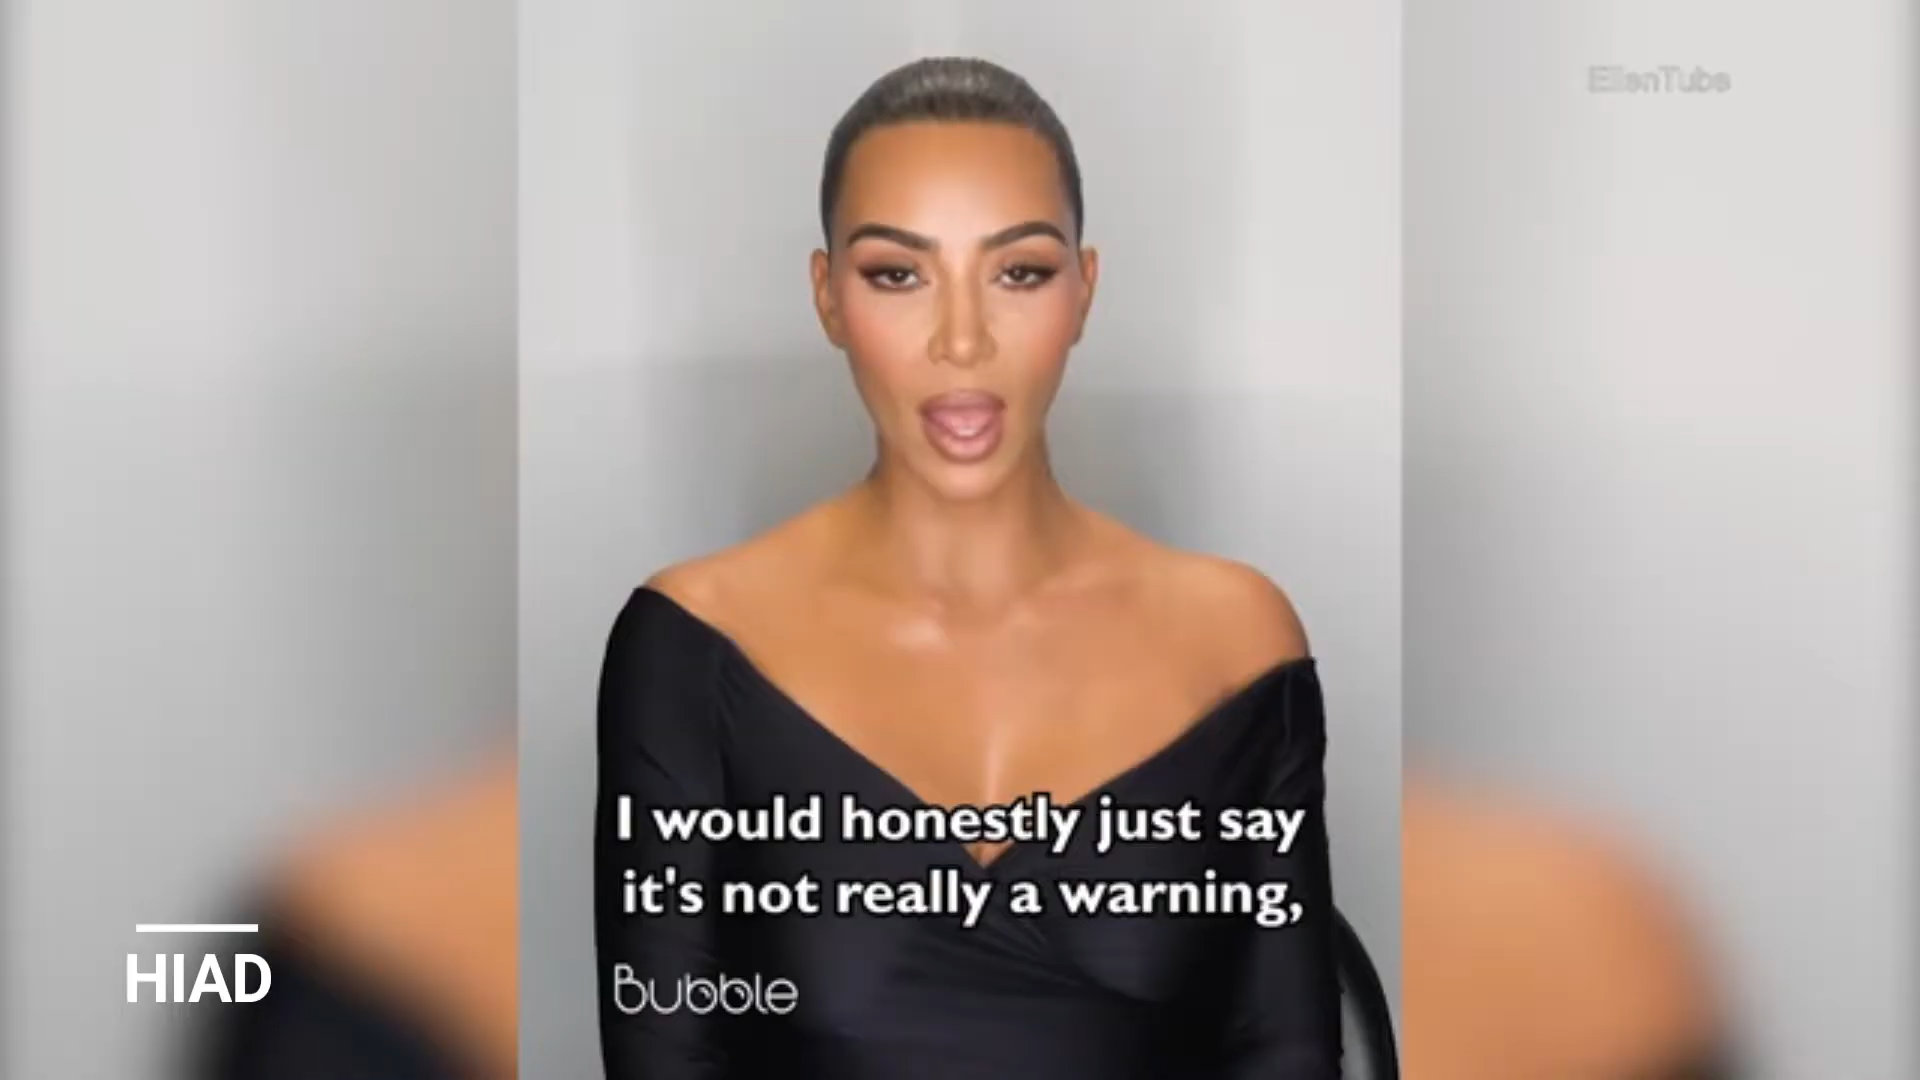 EllenTube
I would honestly just say
it's not really a warning,
HIAD
Bubble